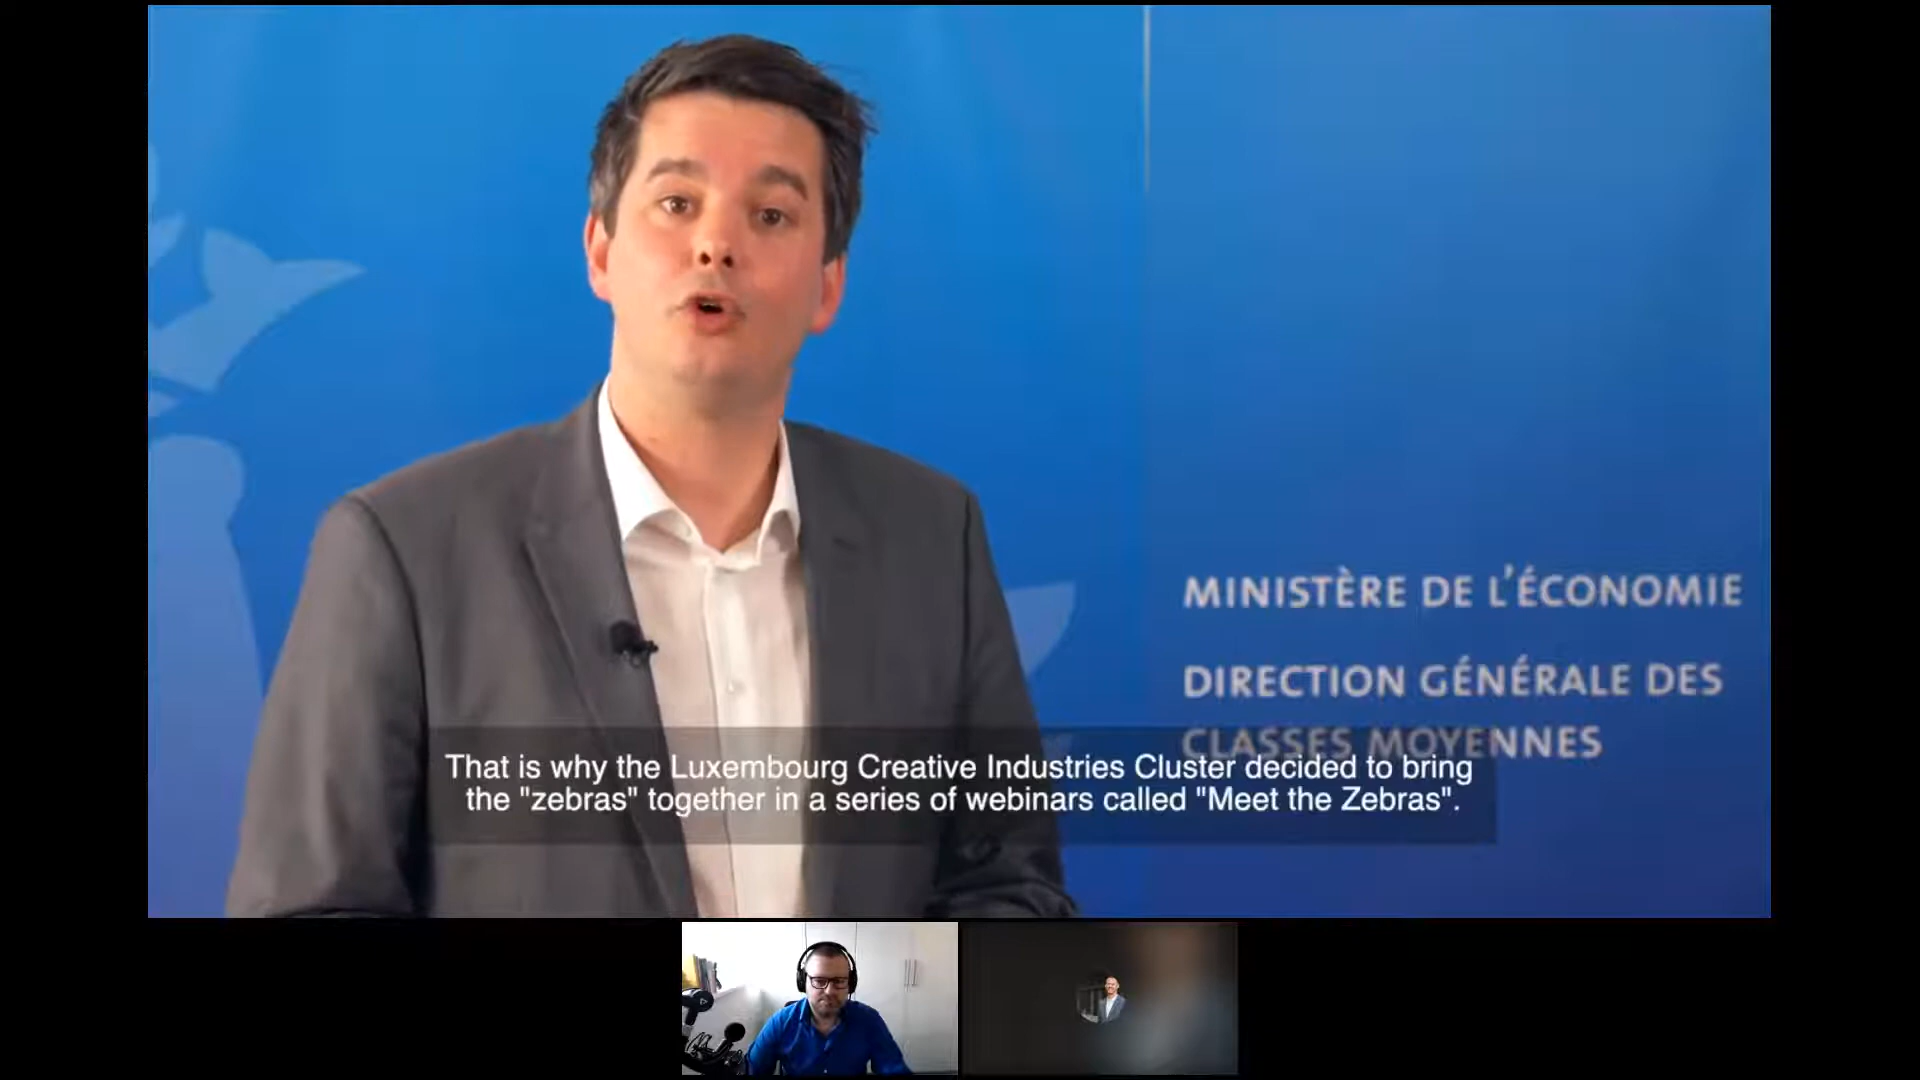 MINISTÈRE DE L'ÉCONOMIE
DIRECTION GÉNÉRALE DES
CLASSES MOYENNES
That is why the Luxembourg Creative Industries Cluster decided to bring
the "zebras" together in a series of webinars called "Meet the Zebras".